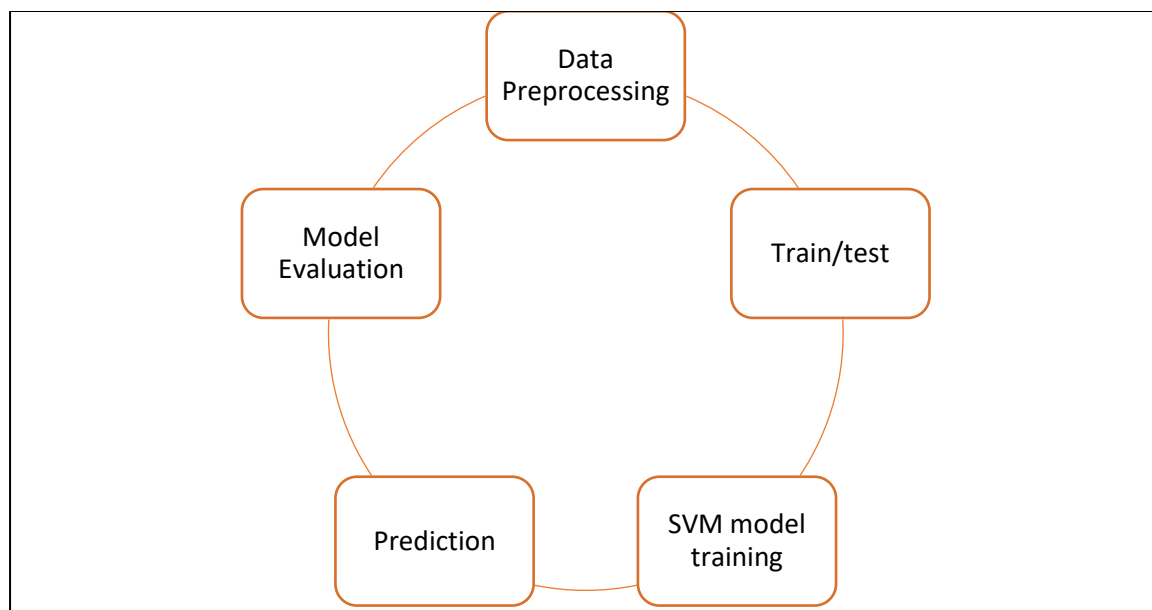 Data
Preprocessing
Train/test
SVM model
training
Prediction
Model
Evaluation